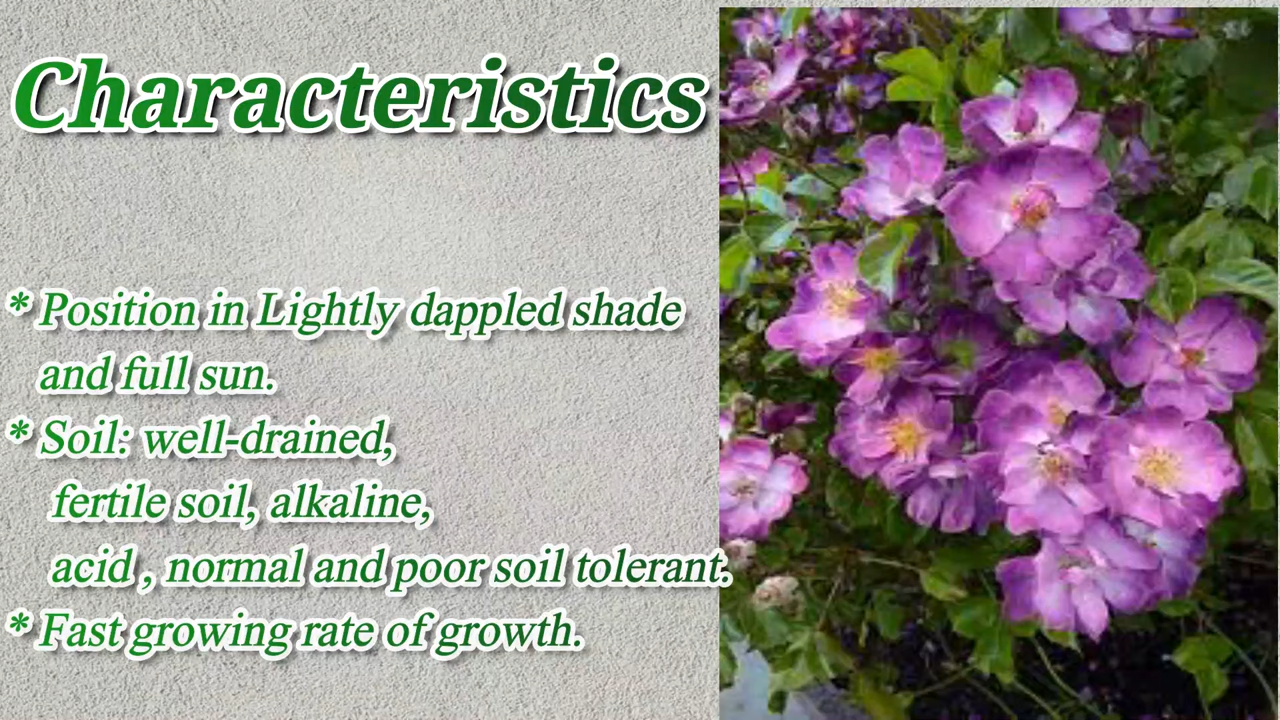 Characteristics
* Position in Lightly dappled shade
and full sun.
* Soil: well-drained,
fertile soil, alkaline,
acid , normal and poor soil tolerant.
* Fast growing rate of growth.